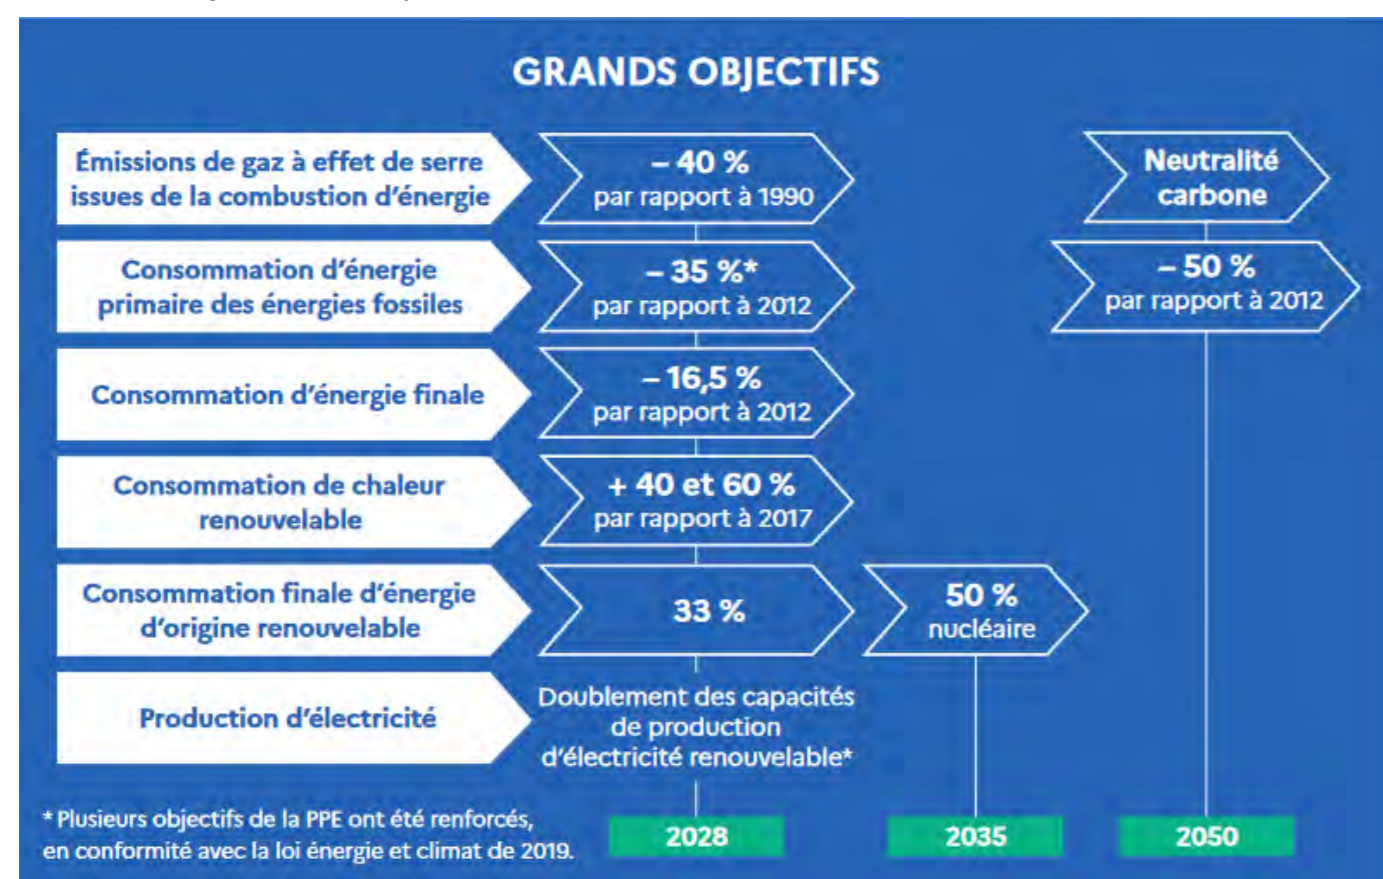 GRANDS OBJECTIFS
Émissions de gaz à effet de serre
issues de la combustion d'énergie
– 40 %
par rapport à 1990
Neutralité
carbone
Consommation d'énergie
primaire des énergies fossiles
– 35 %*
par rapport à 2012
– 50 %
par rapport à 2012
Consommation d'énergie finale
– 16,5 %
par rapport à 2012
Consommation de chaleur
renouvelable
+ 40 et 60 %
par rapport à 2017
Consommation finale d'énergie
d'origine renouvelable
33 %
50 %
nucléaire
Production d'électricité
Doublement des capacités
de production
d'électricité renouvelable*
* Plusieurs objectifs de la PPE ont été renforcés,
en conformité avec la loi énergie et climat de 2019.
2028
2035
2050